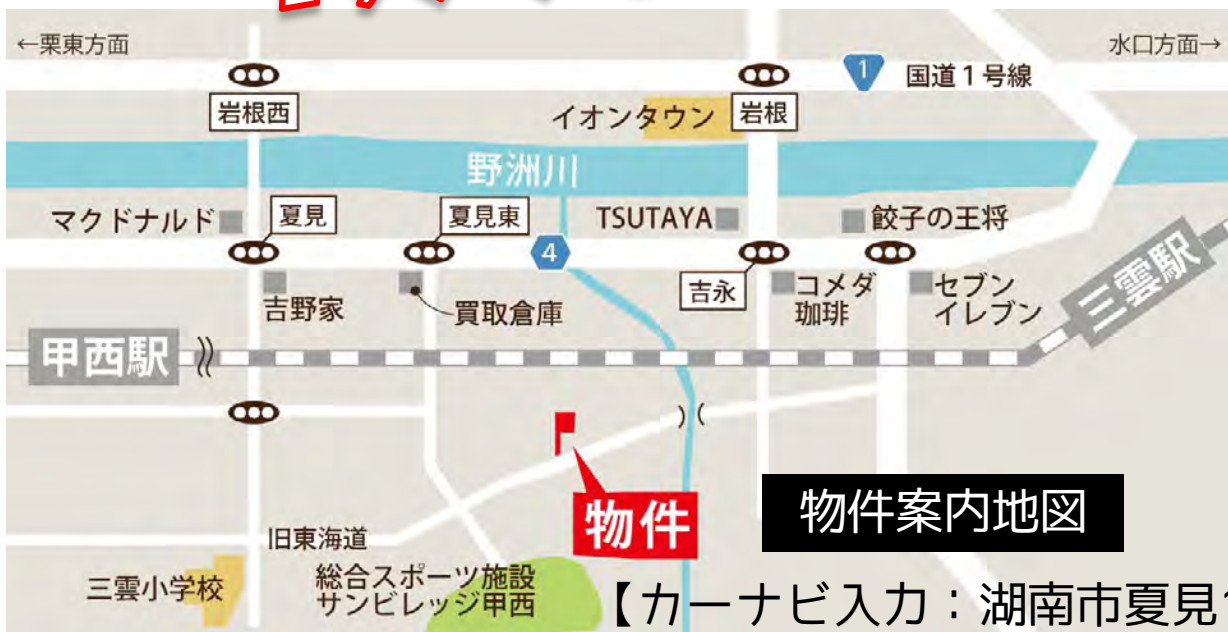 ←栗東方面
水口方面→
1
国道1号線
岩根西
イオンタウン
岩根
野洲川
マクドナルド
夏見
夏見東
TSUTAYA
餃子の王将
4
吉野家
買取倉庫
吉永
コメダ
珈琲
セブン
イレブン
三雲駅
甲西駅
物件
物件案内地図
旧東海道
三雲小学校
総合スポーツ施設
サンビレッジ甲西
【カーナビ入力:湖南市夏見